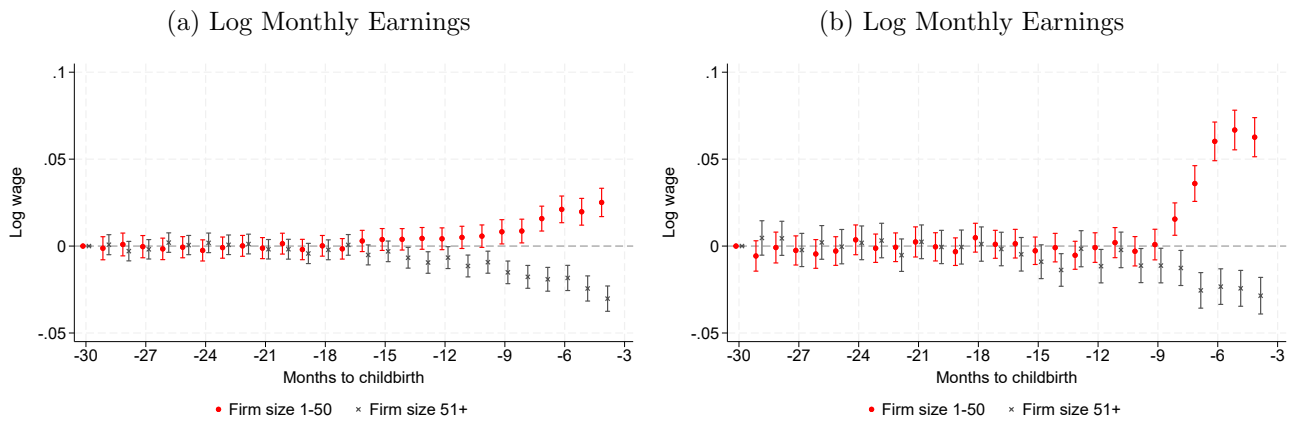 (a) Log Monthly Earnings
.1
.05
0
-.05
Log wage
-30 -27 -24 -21 -18 -15 -12 -9 -6 -3
Months to childbirth
Firm size 1-50 Firm size 51+
(b) Log Monthly Earnings
.1
.05
0
-.05
Log wage
-30 -27 -24 -21 -18 -15 -12 -9 -6 -3
Months to childbirth
Firm size 1-50 Firm size 51+